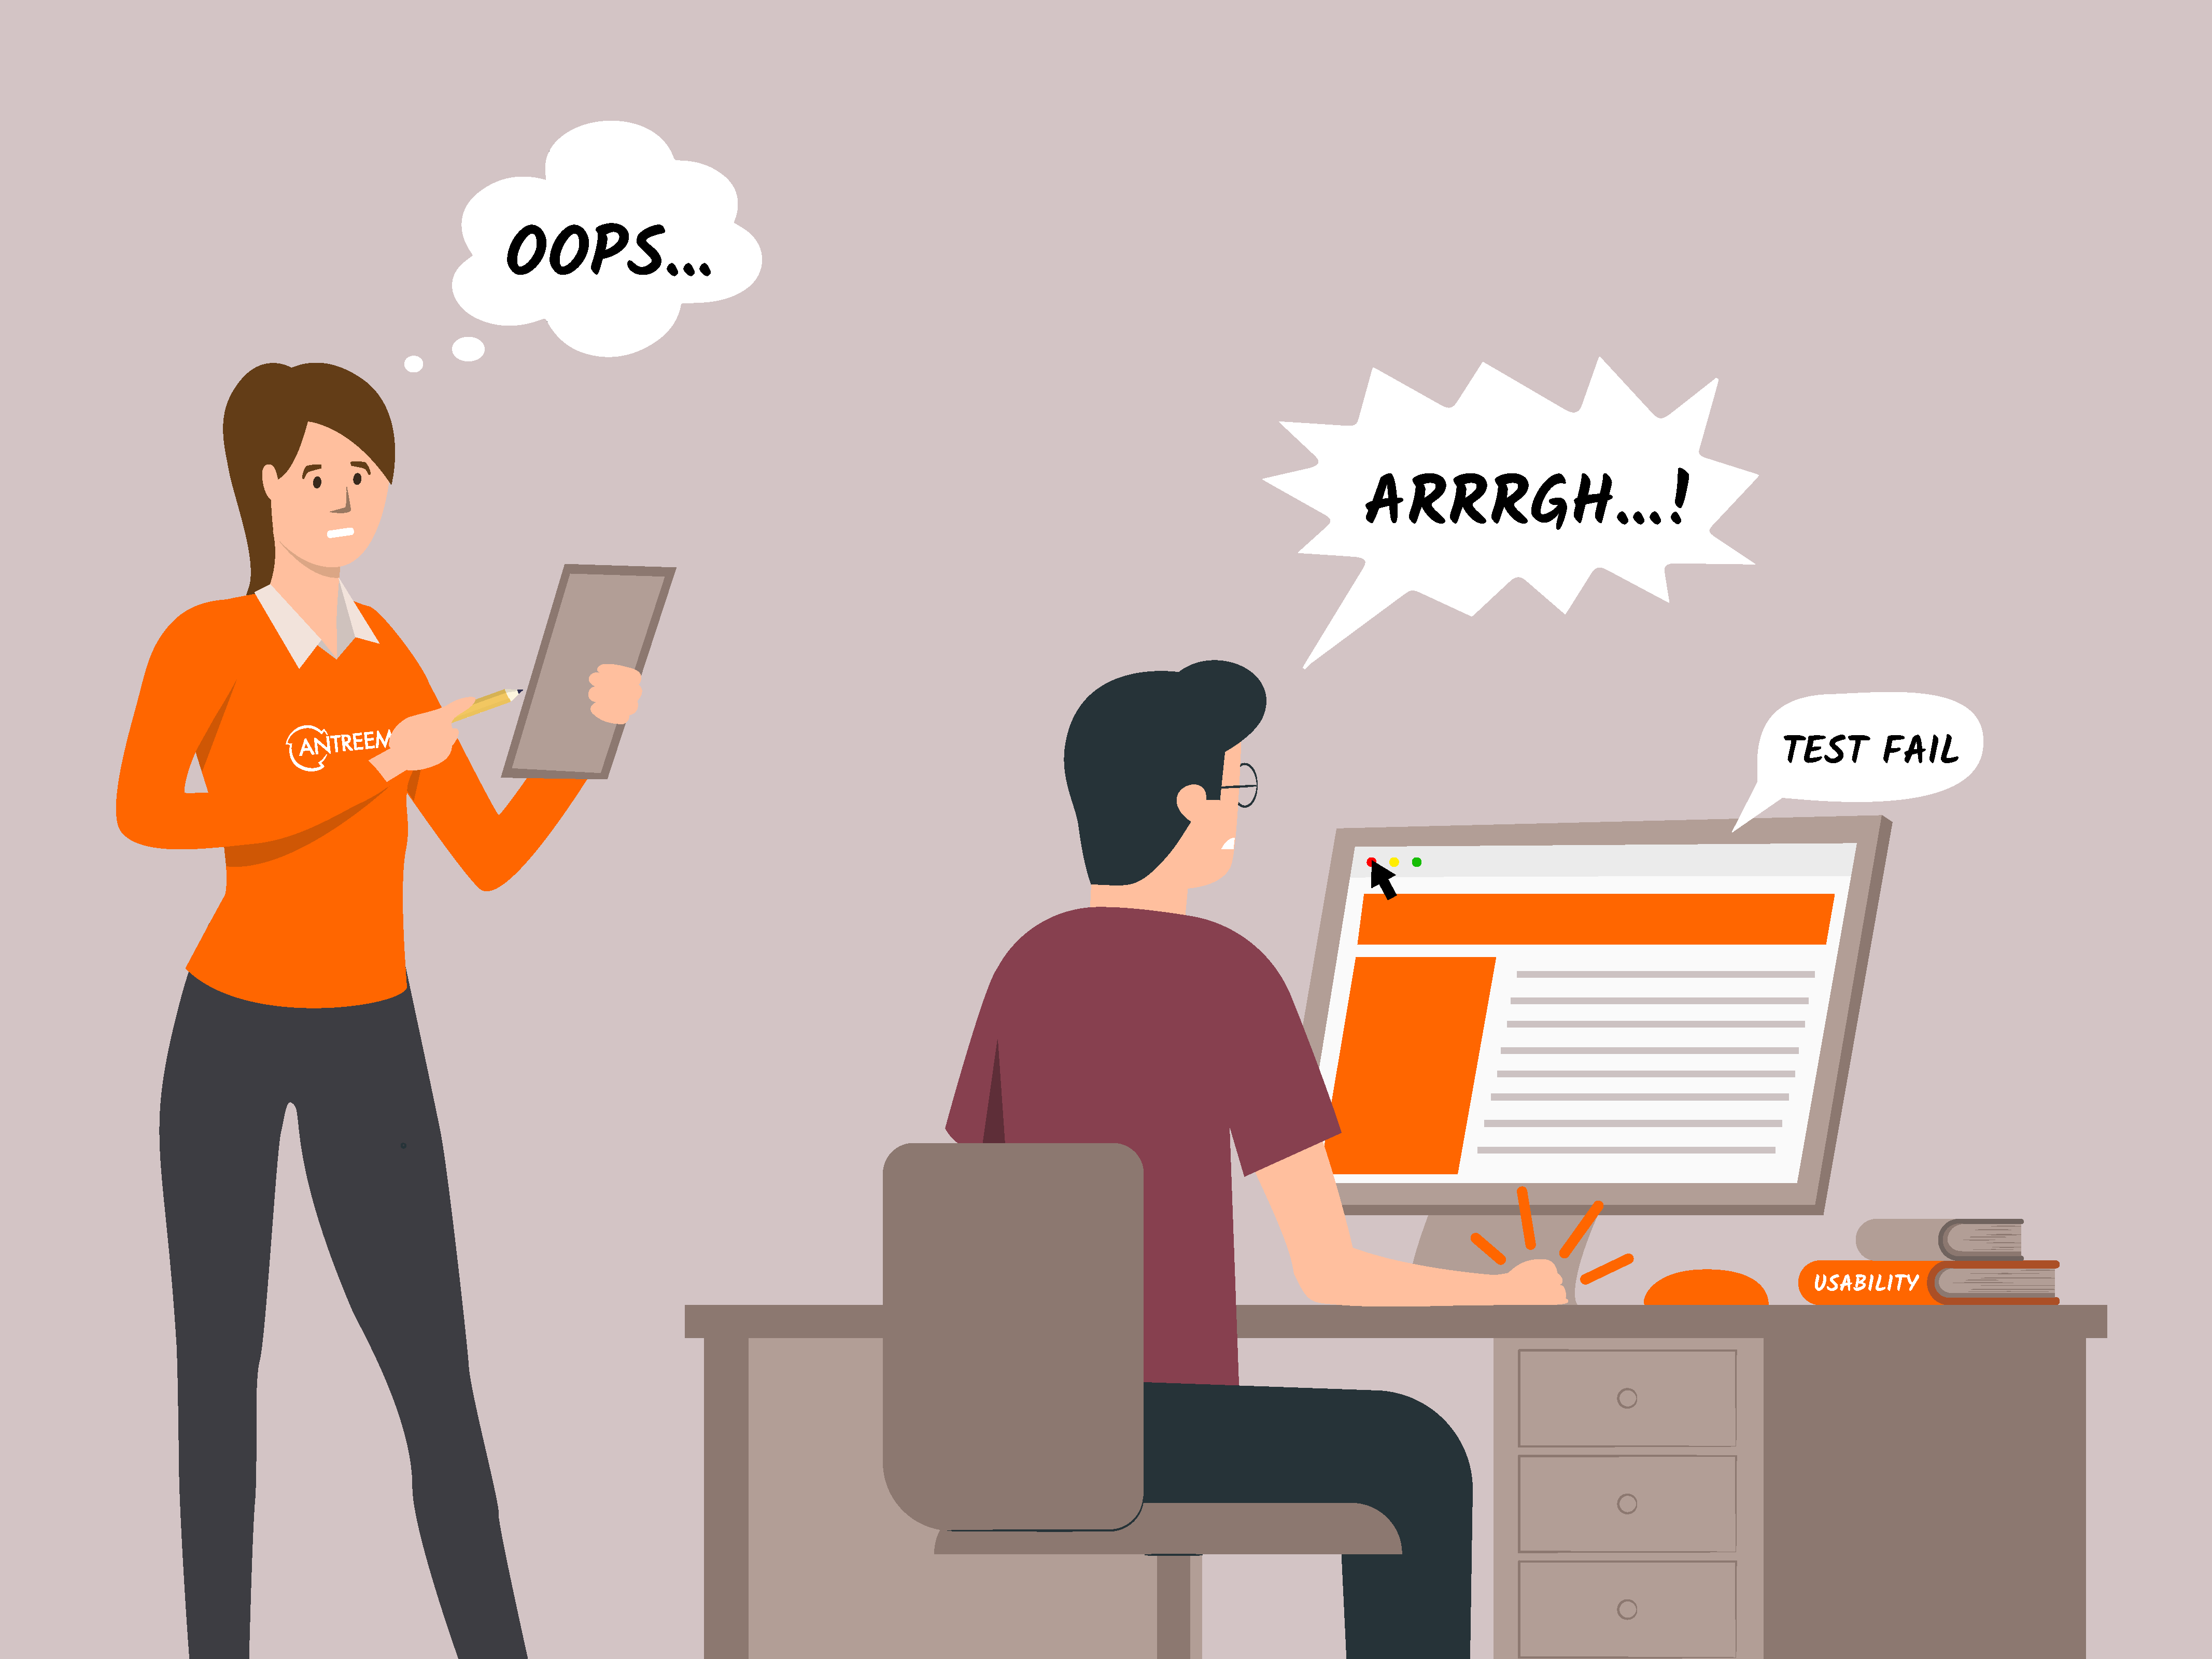 OOPS...
ARRRGH...!
TEST FAIL
ANTREEM
USABILITY